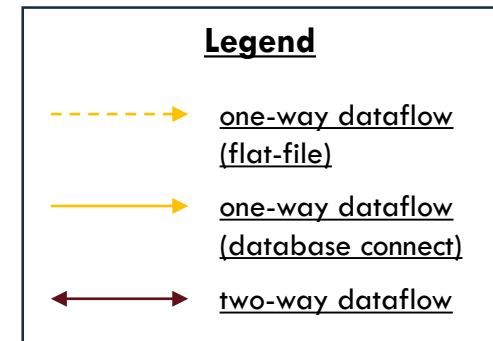 Legend
one-way dataflow
(flat-file)
one-way dataflow
(database connect)
two-way dataflow